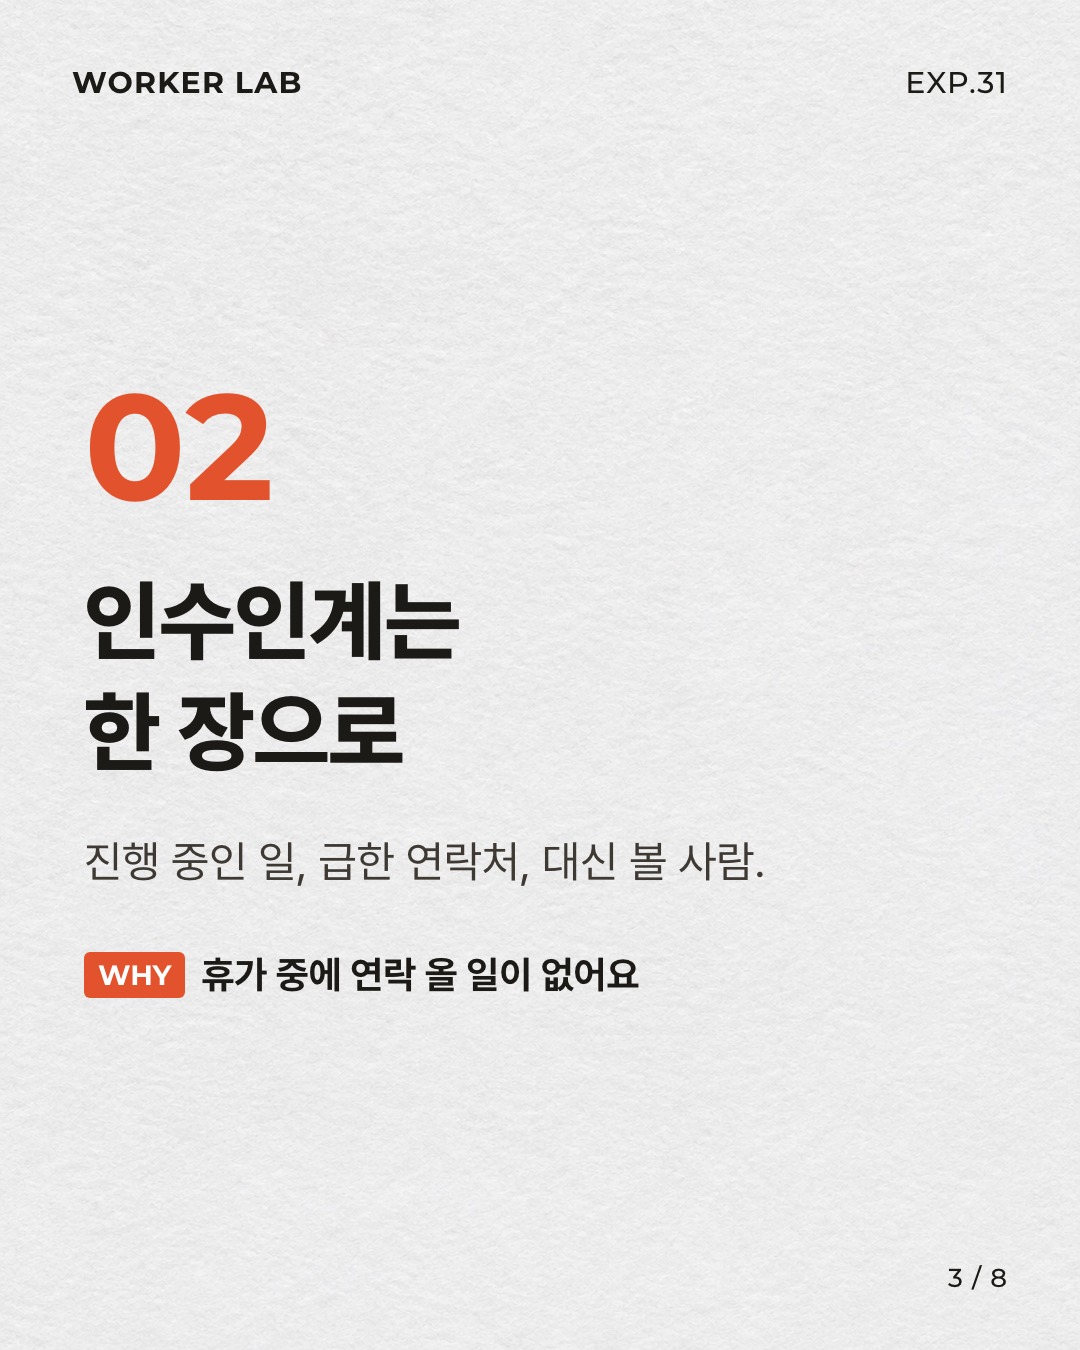 WORKER LAB
EXP.31
02
인수인계는
한 장으로
진행 중인 일, 급한 연락처, 대신 볼 사람.
WHY 휴가 중에 연락 올 일이 없어요
3 / 8